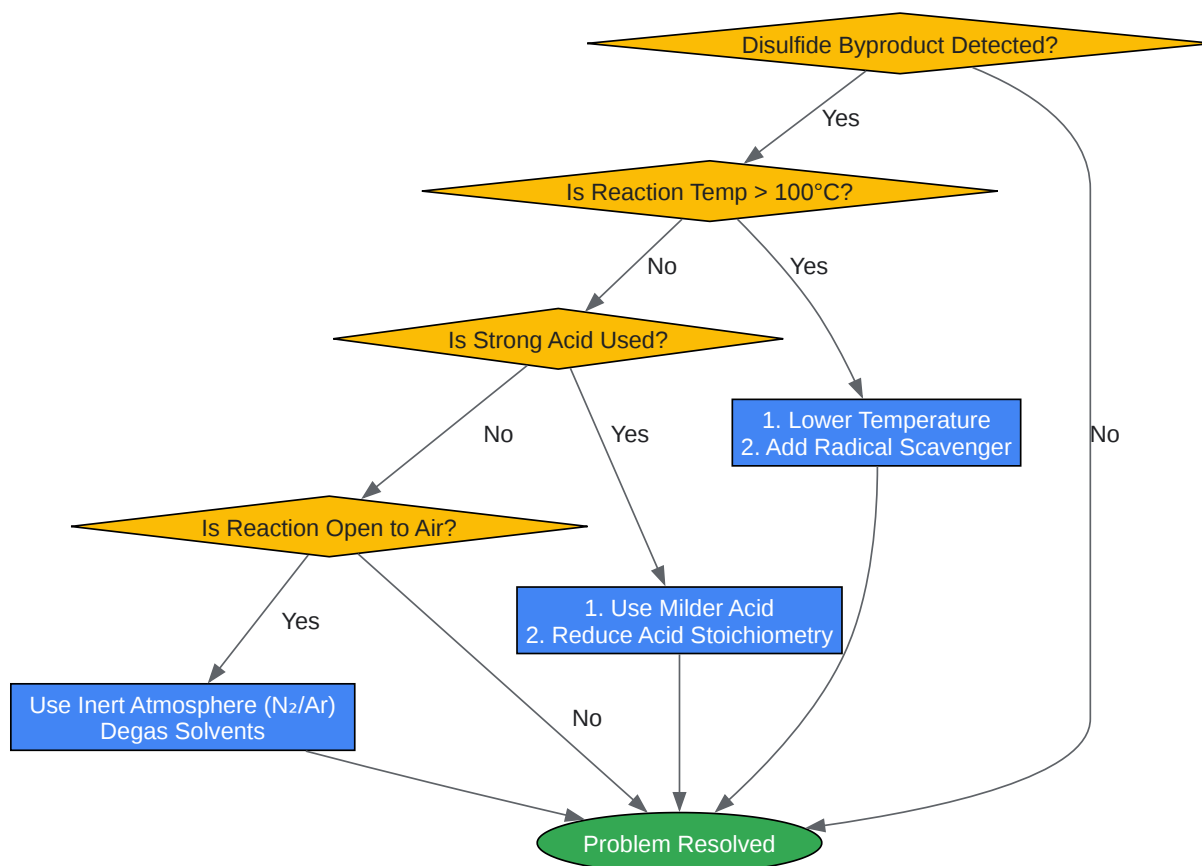 Disulfide Byproduct Detected?
Yes
Is Reaction Temp > 100°C?
No
Yes
Is Strong Acid Used?
1. Lower Temperature
2. Add Radical Scavenger
No
No
Yes
Is Reaction Open to Air?
1. Use Milder Acid
2. Reduce Acid Stoichiometry
Yes
Use Inert Atmosphere (N₂/Ar)
Degas Solvents
No
Problem Resolved